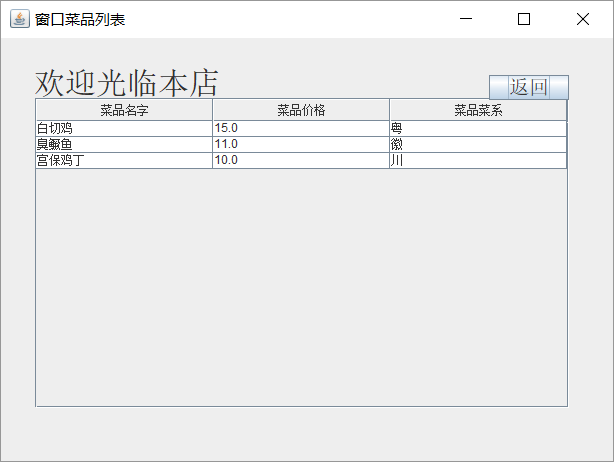 窗口菜品列表
欢迎光临本店
返回
菜品名字 菜品价格 菜品菜系
白切鸡 15.0 粤
臭鳜鱼 11.0 徽
宫保鸡丁 10.0 川